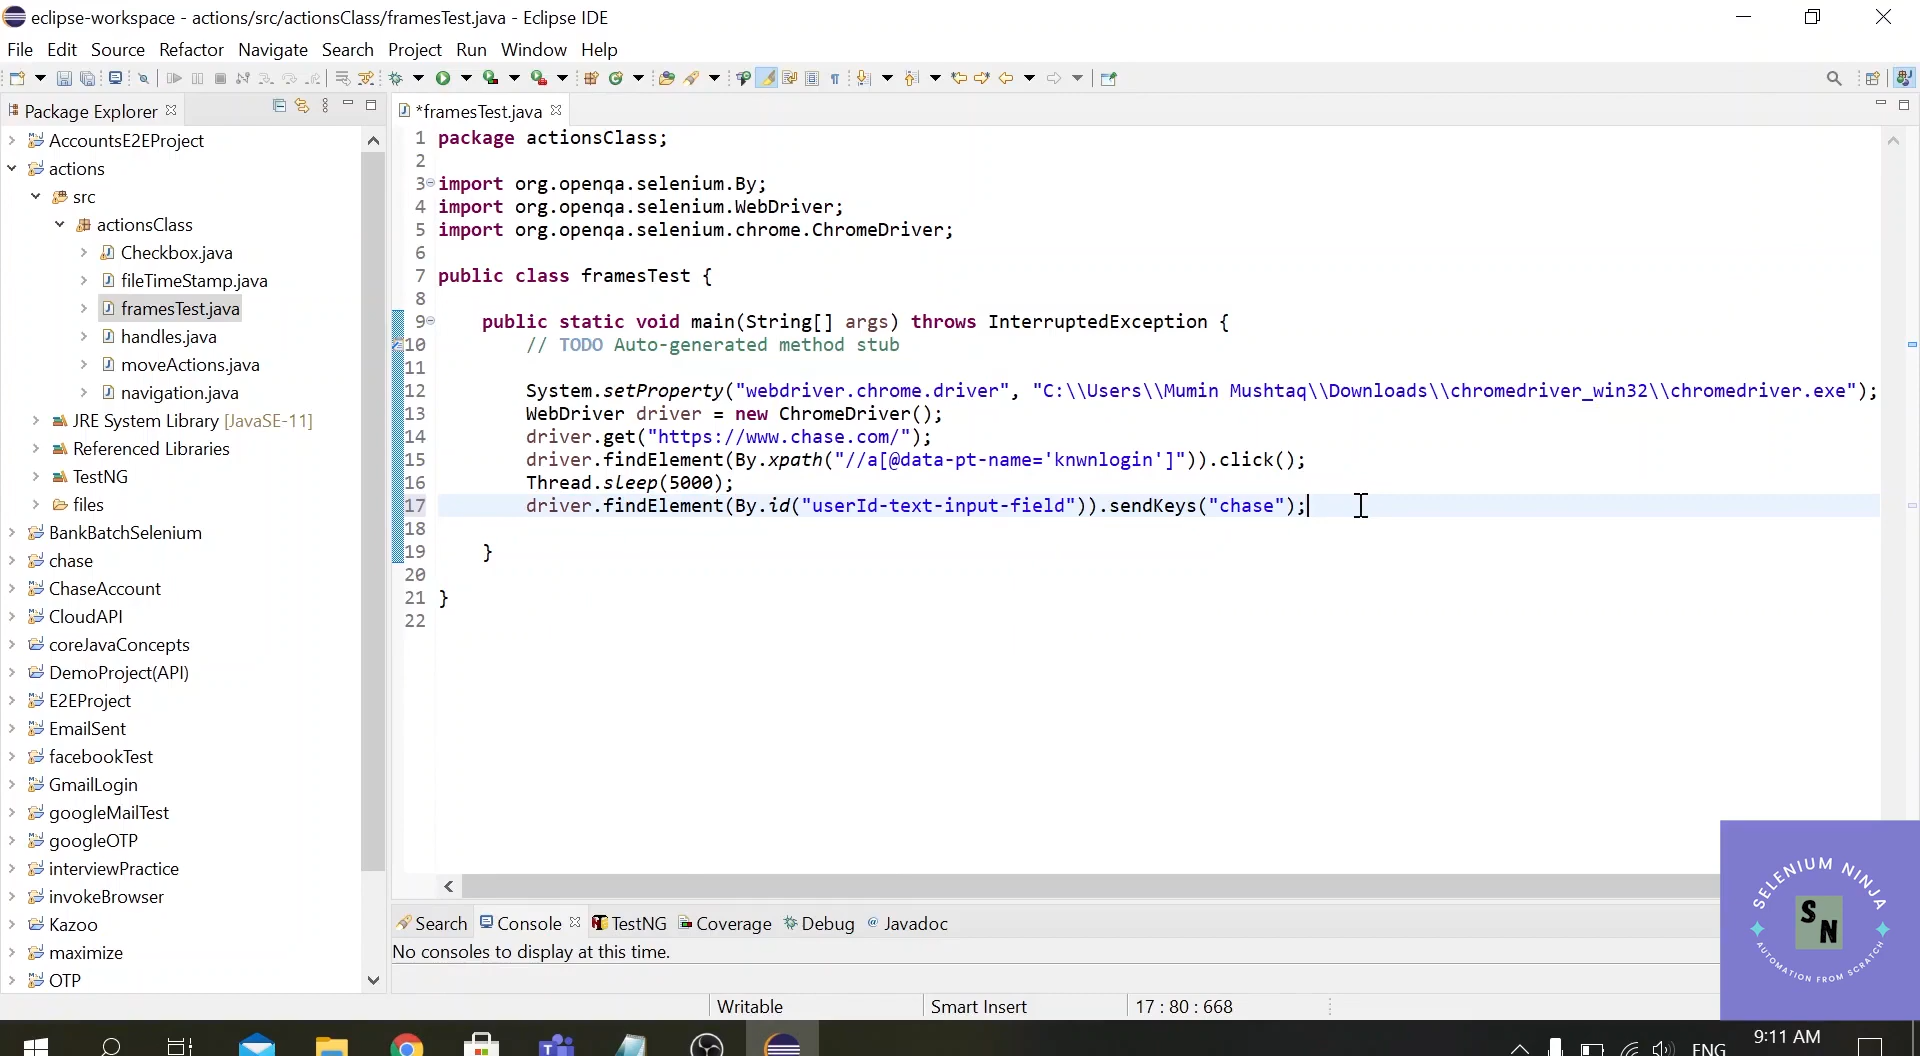 eclipse-workspace - actions/src/actionsClass/framesTest.java - Eclipse IDE
File Edit Source Refactor Navigate Search Project Run Window Help
Package Explorer
AccountsE2EProject
actions
src
actionsClass
Checkbox.java
fileTimeStamp.java
framesTest.java
handles.java
moveActions.java
navigation.java
JRE System Library [JavaSE-11]
Referenced Libraries
TestNG
files
BankBatchSelenium
chase
ChaseAccount
CloudAPI
coreJavaConcepts
DemoProject(API)
E2EProject
EmailSent
facebookTest
GmailLogin
googleMailTest
googleOTP
interviewPractice
invokeBrowser
Kazoo
maximize
OTP
*framesTest.java
1 package actionsClass;
2
3 import org.openqa.selenium.By;
4 import org.openqa.selenium.WebDriver;
5 import org.openqa.selenium.chrome.ChromeDriver;
6
7 public class framesTest {
8
9 public static void main(String[] args) throws InterruptedException {
10 // TODO Auto-generated method stub
11
12 System.setProperty("webdriver.chrome.driver", "C:\\Users\\Mumin Mushtaq\\Downloads\\chromedriver_win32\\chromedriver.exe");
13 WebDriver driver = new ChromeDriver();
14 driver.get("https://www.chase.com/");
15 driver.findElement(By.xpath("//a[@data-pt-name='knwnlogin']")).click();
16 Thread.sleep(5000);
17 driver.findElement(By.id("userId-text-input-field")).sendKeys("chase");
18
19 }
20
21 }
22
Search Console TestNG Coverage Debug Javadoc
No consoles to display at this time.
Writable Smart Insert 17 : 80 : 668
SELENIUM NINJA
S N
AUTOMATION FROM SCRATCH
ENG 9:11 AM